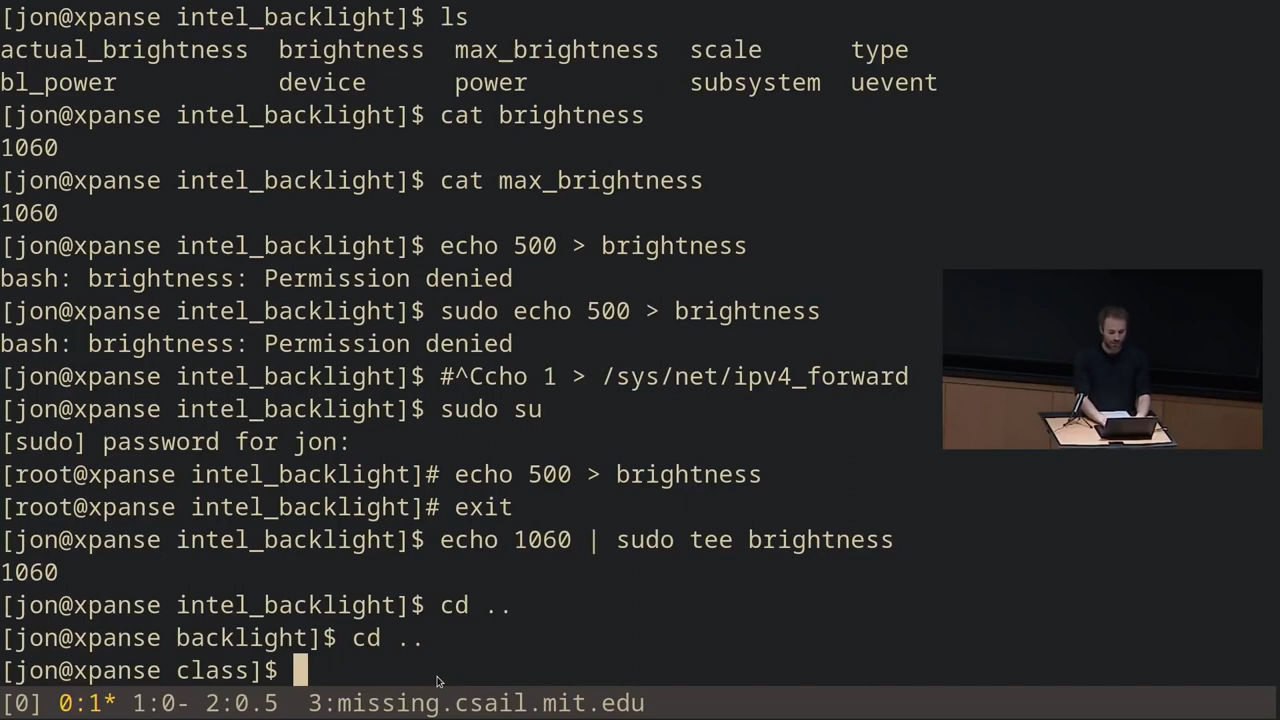 [jon@xpanse intel_backlight]$ ls
actual_brightness  brightness  max_brightness  scale      type
bl_power           device      power           subsystem  uevent
[jon@xpanse intel_backlight]$ cat brightness
1060
[jon@xpanse intel_backlight]$ cat max_brightness
1060
[jon@xpanse intel_backlight]$ echo 500 > brightness
bash: brightness: Permission denied
[jon@xpanse intel_backlight]$ sudo echo 500 > brightness
bash: brightness: Permission denied
[jon@xpanse intel_backlight]$ #^Ccho 1 > /sys/net/ipv4_forward
[jon@xpanse intel_backlight]$ sudo su
[sudo] password for jon:
[root@xpanse intel_backlight]# echo 500 > brightness
[root@xpanse intel_backlight]# exit
[jon@xpanse intel_backlight]$ echo 1060 | sudo tee brightness
1060
[jon@xpanse intel_backlight]$ cd ..
[jon@xpanse backlight]$ cd ..
[jon@xpanse class]$
[0] 0:1* 1:0- 2:0.5  3:missing.csail.mit.edu